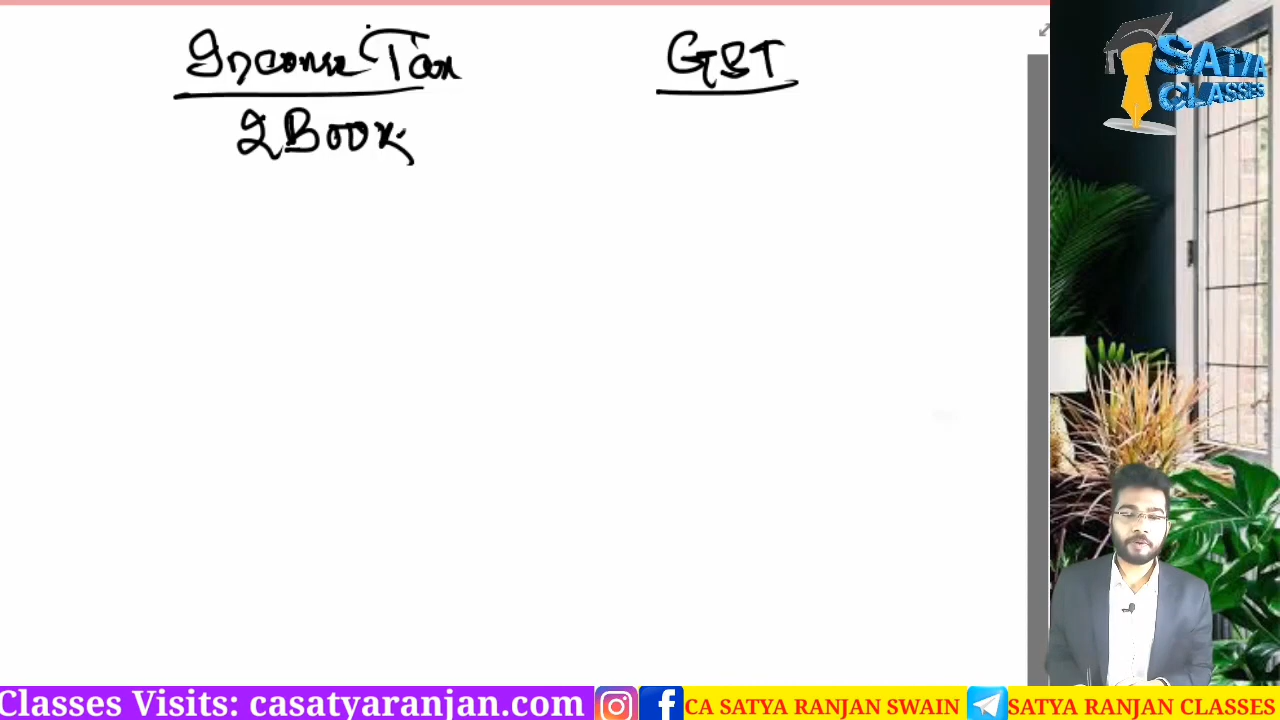 Income Tax
GST
2 Book
SATYA
CLASSES
Classes Visits: casatyaranjan.com
CA SATYA RANJAN SWAIN
SATYA RANJAN CLASSES